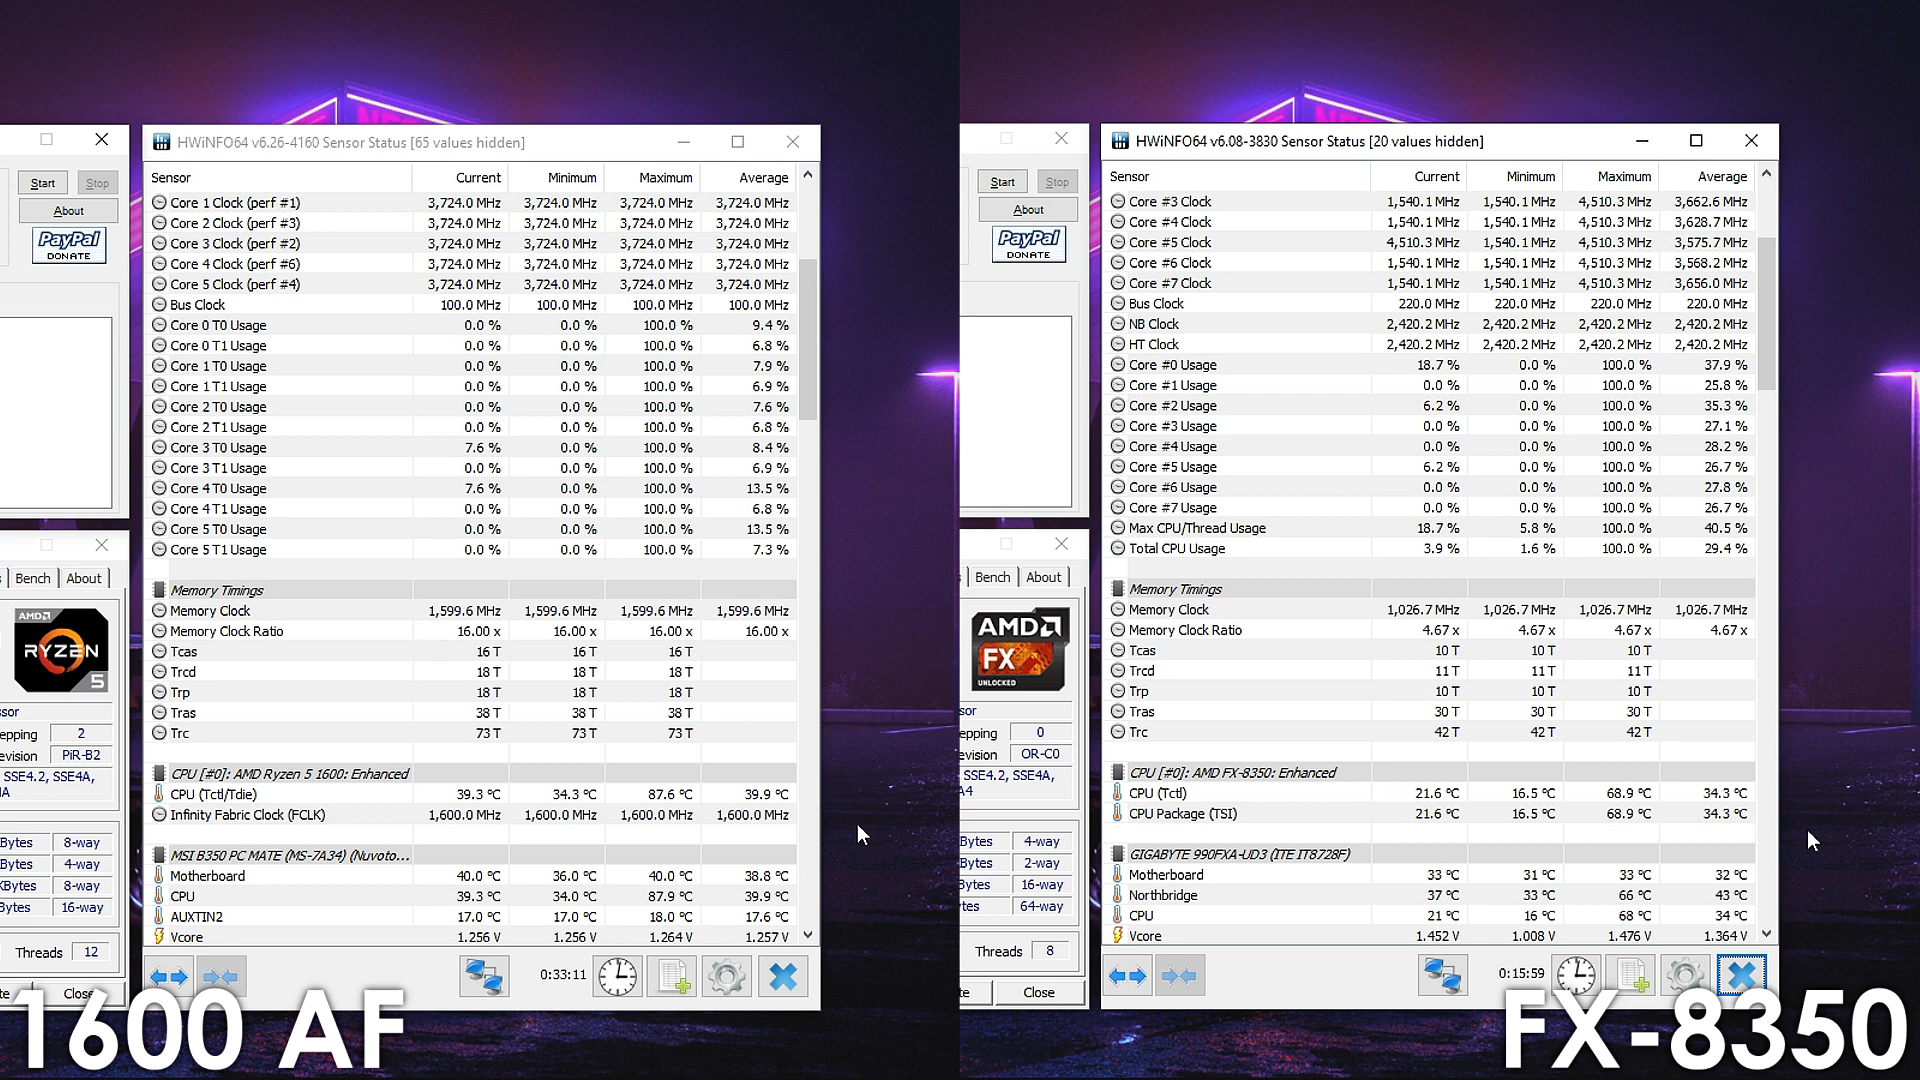 HWiNFO64 v6.26-4160 Sensor Status [65 values hidden]
Start Stop
About
PayPal
DONATE
Sensor Current Minimum Maximum Average
Core 1 Clock (perf #1) 3,724.0 MHz 3,724.0 MHz 3,724.0 MHz 3,724.0 MHz
Core 2 Clock (perf #3) 3,724.0 MHz 3,724.0 MHz 3,724.0 MHz 3,724.0 MHz
Core 3 Clock (perf #2) 3,724.0 MHz 3,724.0 MHz 3,724.0 MHz 3,724.0 MHz
Core 4 Clock (perf #6) 3,724.0 MHz 3,724.0 MHz 3,724.0 MHz 3,724.0 MHz
Core 5 Clock (perf #4) 3,724.0 MHz 3,724.0 MHz 3,724.0 MHz 3,724.0 MHz
Bus Clock 100.0 MHz 100.0 MHz 100.0 MHz 100.0 MHz
Core 0 T0 Usage 0.0 % 0.0 % 100.0 % 9.4 %
Core 0 T1 Usage 0.0 % 0.0 % 100.0 % 6.8 %
Core 1 T0 Usage 0.0 % 0.0 % 100.0 % 7.9 %
Core 1 T1 Usage 0.0 % 0.0 % 100.0 % 6.9 %
Core 2 T0 Usage 0.0 % 0.0 % 100.0 % 7.6 %
Core 2 T1 Usage 0.0 % 0.0 % 100.0 % 6.8 %
Core 3 T0 Usage 7.6 % 0.0 % 100.0 % 8.4 %
Core 3 T1 Usage 0.0 % 0.0 % 100.0 % 6.9 %
Core 4 T0 Usage 7.6 % 0.0 % 100.0 % 13.5 %
Core 4 T1 Usage 0.0 % 0.0 % 100.0 % 6.8 %
Core 5 T0 Usage 0.0 % 0.0 % 100.0 % 13.5 %
Core 5 T1 Usage 0.0 % 0.0 % 100.0 % 7.3 %
Memory Timings
Memory Clock 1,599.6 MHz 1,599.6 MHz 1,599.6 MHz 1,599.6 MHz
Memory Clock Ratio 16.00 x 16.00 x 16.00 x 16.00 x
Tcas 16 T 16 T 16 T
Trcd 18 T 18 T 18 T
Trp 18 T 18 T 18 T
Tras 38 T 38 T 38 T
Trc 73 T 73 T 73 T
CPU [#0]: AMD Ryzen 5 1600: Enhanced
CPU (Tctl/Tdie) 39.3 °C 34.3 °C 87.6 °C 39.9 °C
Infinity Fabric Clock (FCLK) 1,600.0 MHz 1,600.0 MHz 1,600.0 MHz 1,600.0 MHz
MSI B350 PC MATE (MS-7A34) (Nuvoto...
Motherboard 40.0 °C 36.0 °C 40.0 °C 38.8 °C
CPU 39.3 °C 34.0 °C 87.9 °C 39.9 °C
AUXTIN2 17.0 °C 17.0 °C 18.0 °C 17.6 °C
Vcore 1.256 V 1.256 V 1.264 V 1.257 V
0:33:11
s Bench About
AMD
RYZEN
5
ssor
epping 2
evision PiR-B2
SSE4.2, SSE4A,
IA
Bytes 8-way
Bytes 4-way
KBytes 8-way
Bytes 16-way
Threads 12
te Close
1600 AF
HWiNFO64 v6.08-3830 Sensor Status [20 values hidden]
Start Stop
About
PayPal
DONATE
Sensor Current Minimum Maximum Average
Core #3 Clock 1,540.1 MHz 1,540.1 MHz 4,510.3 MHz 3,662.6 MHz
Core #4 Clock 1,540.1 MHz 1,540.1 MHz 4,510.3 MHz 3,628.7 MHz
Core #5 Clock 4,510.3 MHz 1,540.1 MHz 4,510.3 MHz 3,575.7 MHz
Core #6 Clock 1,540.1 MHz 1,540.1 MHz 4,510.3 MHz 3,568.2 MHz
Core #7 Clock 1,540.1 MHz 1,540.1 MHz 4,510.3 MHz 3,656.0 MHz
Bus Clock 220.0 MHz 220.0 MHz 220.0 MHz 220.0 MHz
NB Clock 2,420.2 MHz 2,420.2 MHz 2,420.2 MHz 2,420.2 MHz
HT Clock 2,420.2 MHz 2,420.2 MHz 2,420.2 MHz 2,420.2 MHz
Core #0 Usage 18.7 % 0.0 % 100.0 % 37.9 %
Core #1 Usage 0.0 % 0.0 % 100.0 % 25.8 %
Core #2 Usage 6.2 % 0.0 % 100.0 % 35.3 %
Core #3 Usage 0.0 % 0.0 % 100.0 % 27.1 %
Core #4 Usage 0.0 % 0.0 % 100.0 % 28.2 %
Core #5 Usage 6.2 % 0.0 % 100.0 % 26.7 %
Core #6 Usage 0.0 % 0.0 % 100.0 % 27.8 %
Core #7 Usage 0.0 % 0.0 % 100.0 % 26.7 %
Max CPU/Thread Usage 18.7 % 5.8 % 100.0 % 40.5 %
Total CPU Usage 3.9 % 1.6 % 100.0 % 29.4 %
Memory Timings
Memory Clock 1,026.7 MHz 1,026.7 MHz 1,026.7 MHz 1,026.7 MHz
Memory Clock Ratio 4.67 x 4.67 x 4.67 x 4.67 x
Tcas 10 T 10 T 10 T
Trcd 11 T 11 T 11 T
Trp 10 T 10 T 10 T
Tras 30 T 30 T 30 T
Trc 42 T 42 T 42 T
CPU [#0]: AMD FX-8350: Enhanced
CPU (Tctl) 21.6 °C 16.5 °C 68.9 °C 34.3 °C
CPU Package (TSI) 21.6 °C 16.5 °C 68.9 °C 34.3 °C
GIGABYTE 990FXA-UD3 (ITE IT8728F)
Motherboard 33 °C 31 °C 33 °C 32 °C
Northbridge 37 °C 33 °C 66 °C 43 °C
CPU 21 °C 16 °C 68 °C 34 °C
Vcore 1.452 V 1.008 V 1.476 V 1.364 V
0:15:59
s Bench About
AMD
FX
UNLOCKED
sor
epping 0
evision OR-C0
SSE4.2, SSE4A,
A4
Bytes 4-way
Bytes 2-way
Bytes 16-way
tes 64-way
Threads 8
te Close
FX-8350